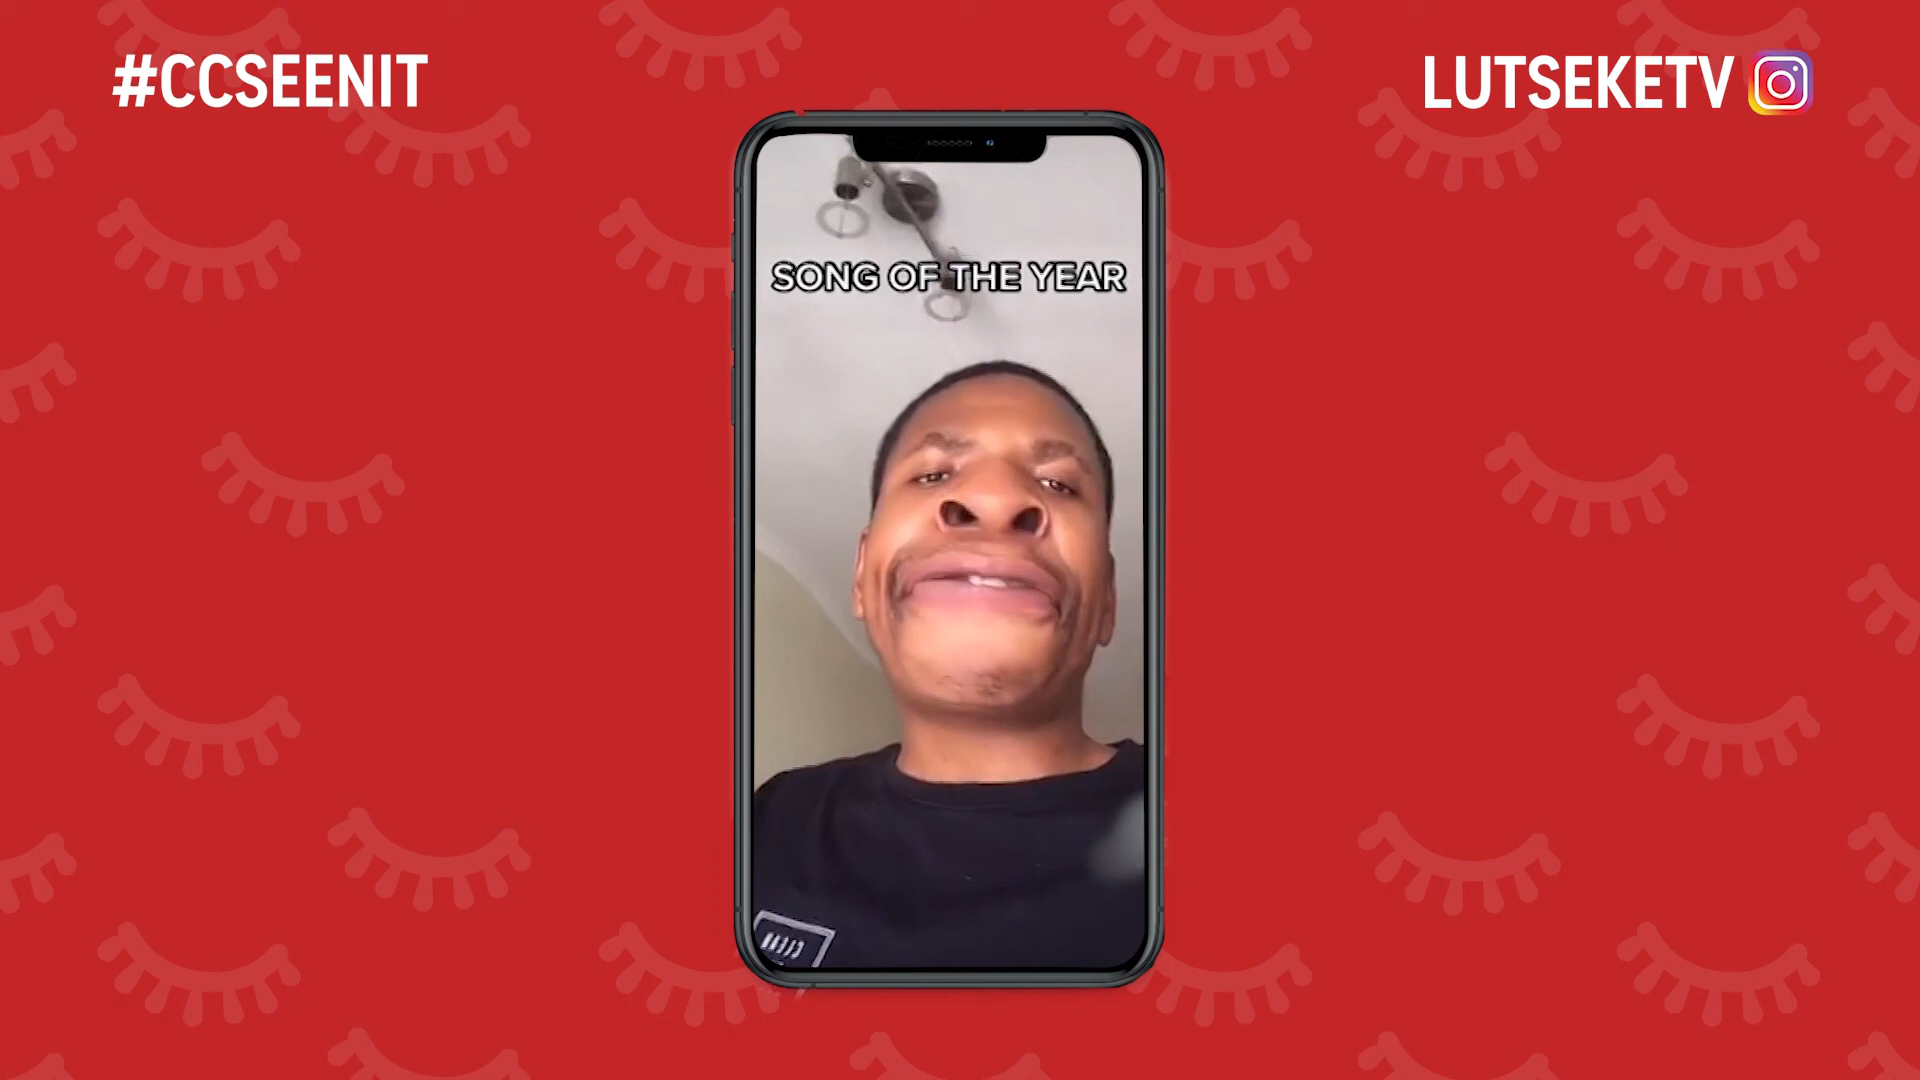 #CCSEENIT
LUTSEKETV
SONG OF THE YEAR